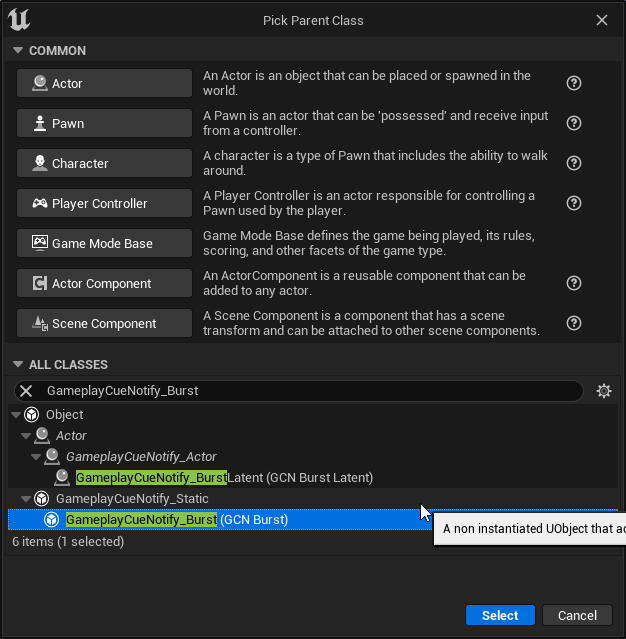 Pick Parent Class
COMMON
Actor
An Actor is an object that can be placed or spawned in the
world.
Pawn
A Pawn is an actor that can be 'possessed' and receive input
from a controller.
Character
A character is a type of Pawn that includes the ability to walk
around.
Player Controller
A Player Controller is an actor responsible for controlling a
Pawn used by the player.
Game Mode Base
Game Mode Base defines the game being played, its rules,
scoring, and other facets of the game type.
Actor Component
An ActorComponent is a reusable component that can be
added to any actor.
Scene Component
A Scene Component is a component that has a scene
transform and can be attached to other scene components.
ALL CLASSES
GameplayCueNotify_Burst
Object
Actor
GameplayCueNotify_Actor
GameplayCueNotify_BurstLatent (GCN Burst Latent)
GameplayCueNotify_Static
GameplayCueNotify_Burst (GCN Burst)
A non instantiated UObject that ac
6 items (1 selected)
Select
Cancel